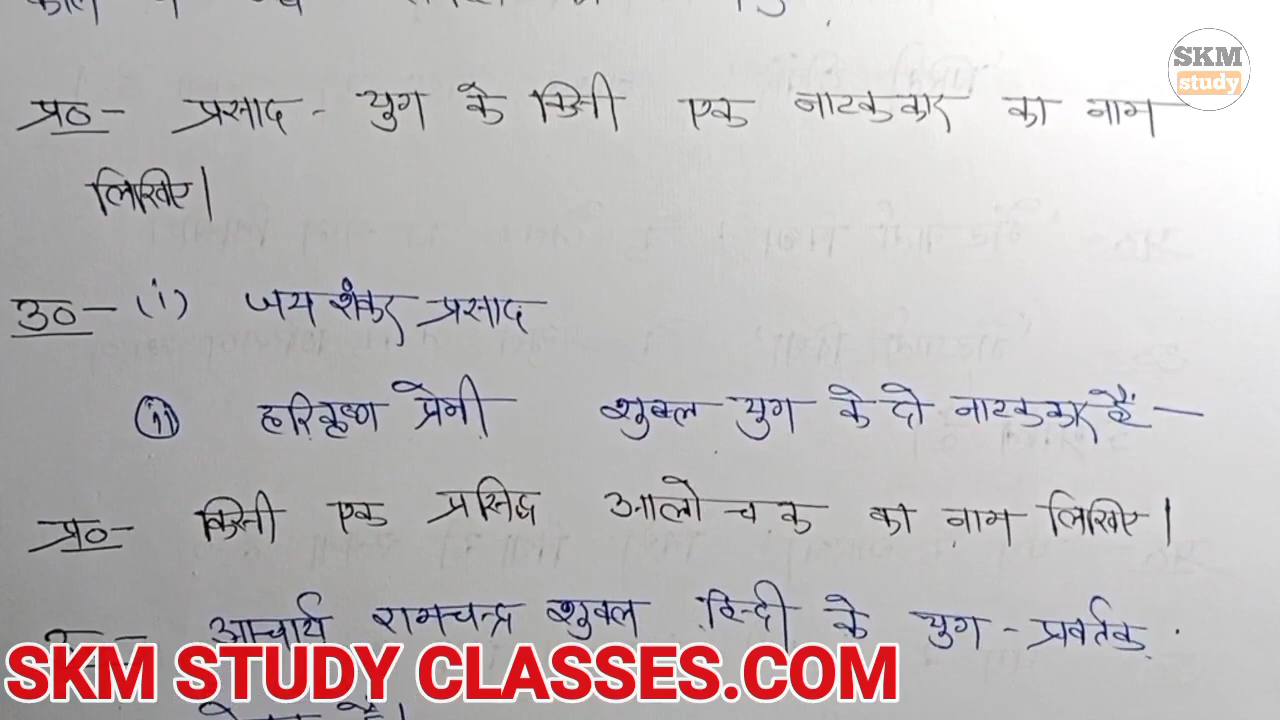 SKM
study
प्र०- प्रसाद - युग के किसी एक नाटककार का नाम
लिखिए।
उ०- (i) जयशंकर प्रसाद
(ii) हरिकृष्ण प्रेमी शुक्ल युग के दो नाटककार हैं —
प्र०- किसी एक प्रसिद्ध आलोचक का नाम लिखिए।
आचार्य रामचन्द्र शुक्ल हिन्दी के युग - प्रवर्तक
SKM STUDY CLASSES.COM
हैं।